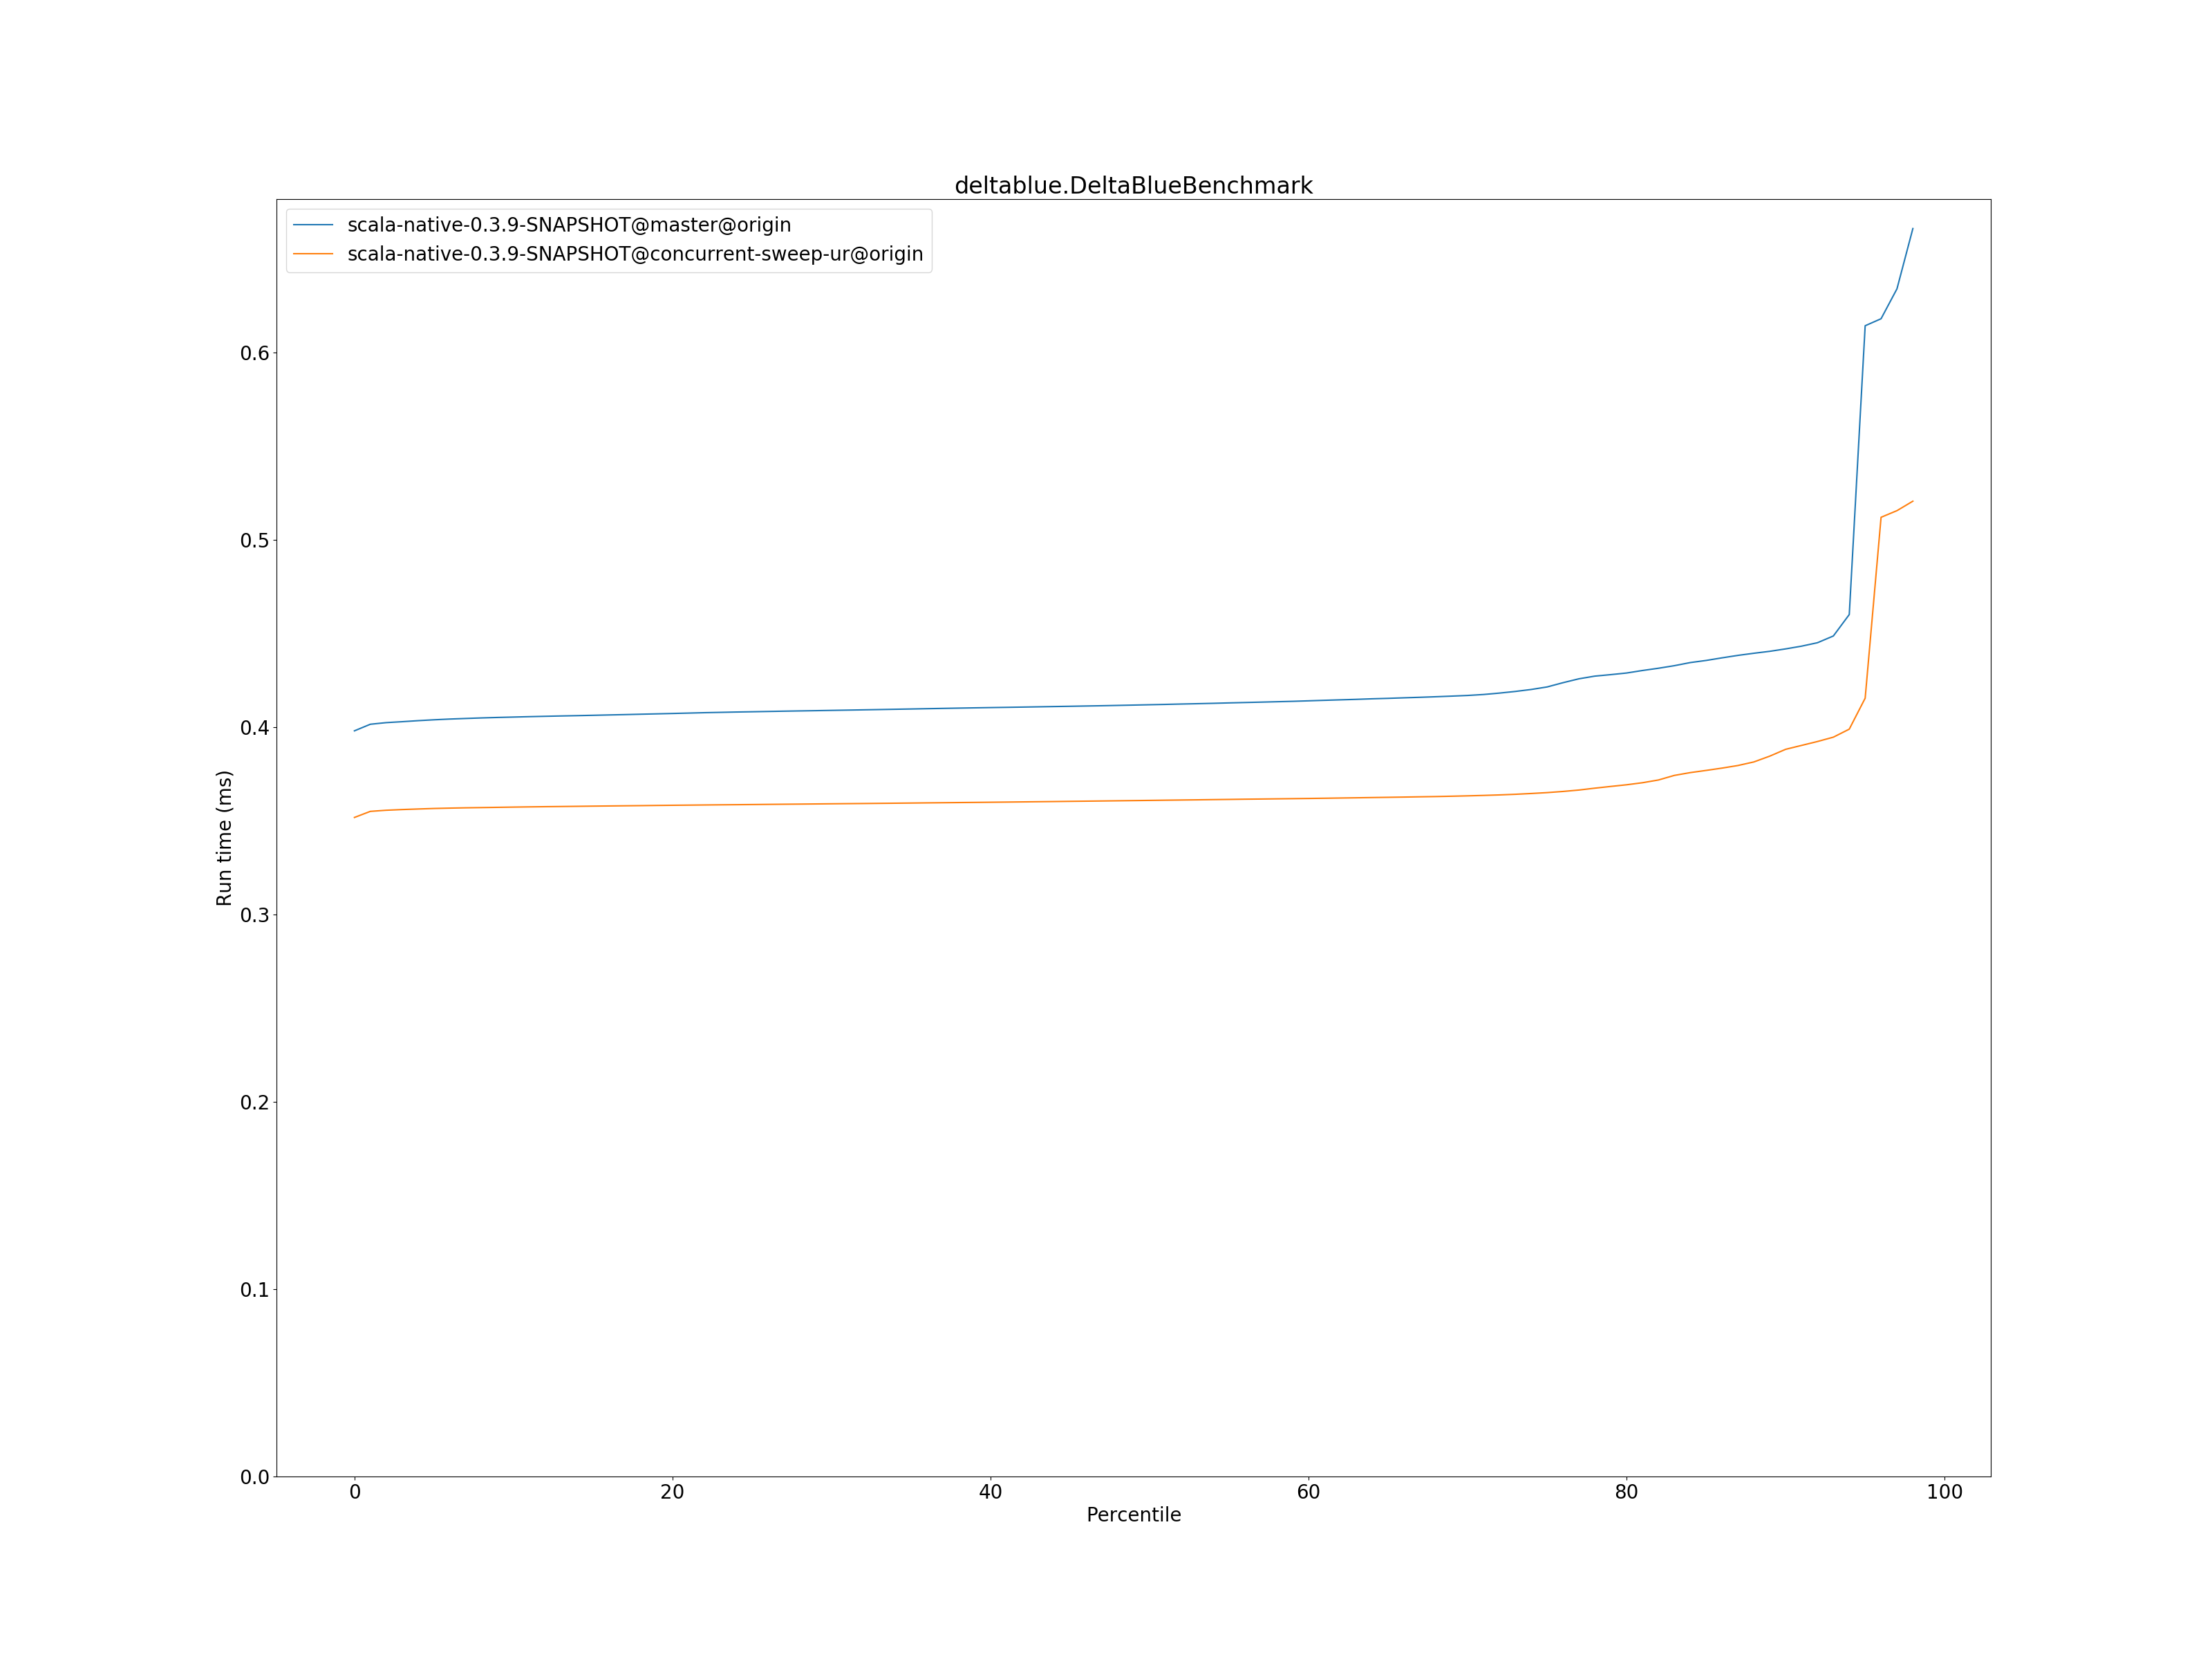 deltablue.DeltaBlueBenchmark
scala-native-0.3.9-SNAPSHOT@master@origin
scala-native-0.3.9-SNAPSHOT@concurrent-sweep-ur@origin
Run time (ms)
0.6
0.5
0.4
0.3
0.2
0.1
0.0
0 20 40 60 80 100
Percentile